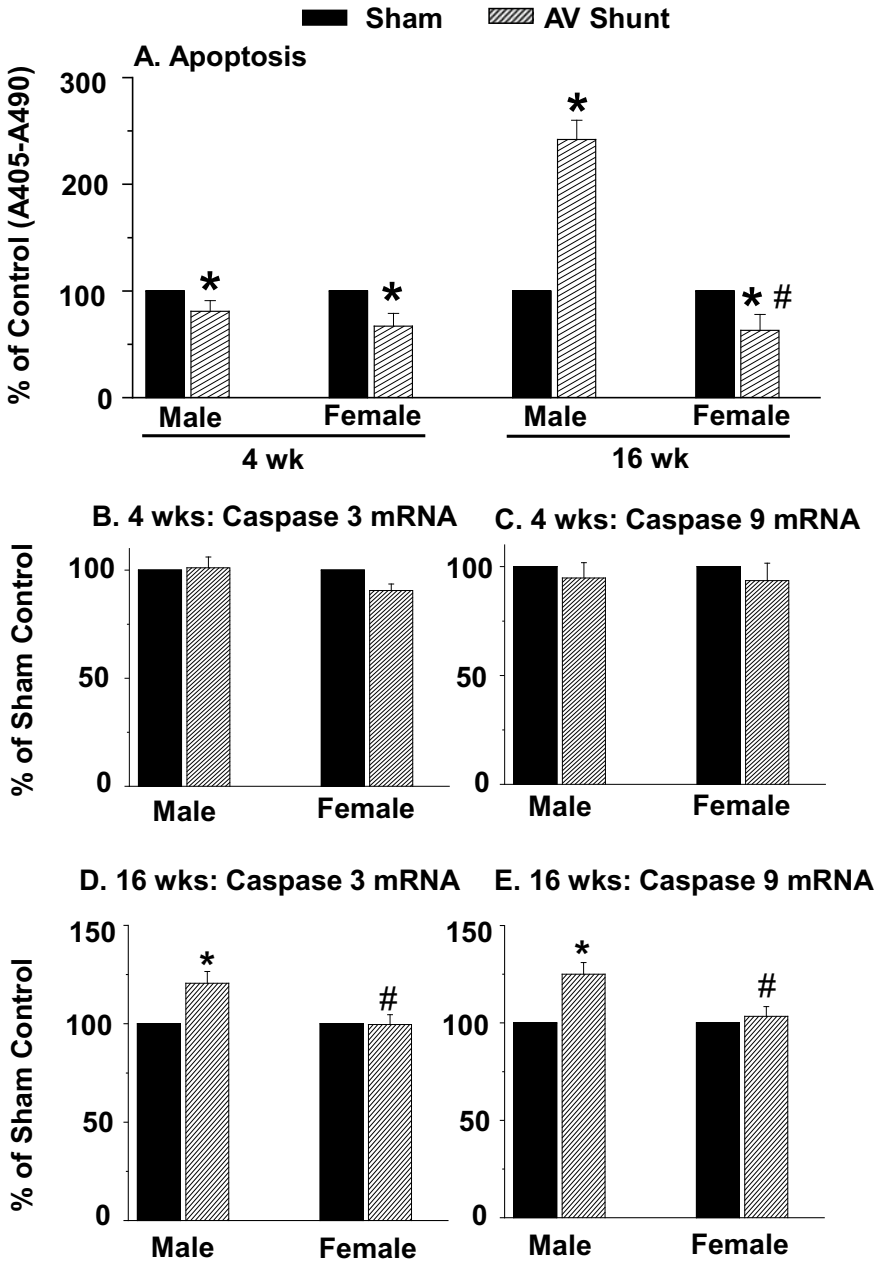 Sham AV Shunt
A. Apoptosis
% of Control (A405-A490)
300
200
100
0
* * * * #
Male Female Male Female
4 wk 16 wk
B. 4 wks: Caspase 3 mRNA
% of Sham Control
100
50
0
Male Female
C. 4 wks: Caspase 9 mRNA
100
50
0
Male Female
D. 16 wks: Caspase 3 mRNA
% of Sham Control
150
100
50
0
* #
Male Female
E. 16 wks: Caspase 9 mRNA
150
100
50
0
* #
Male Female